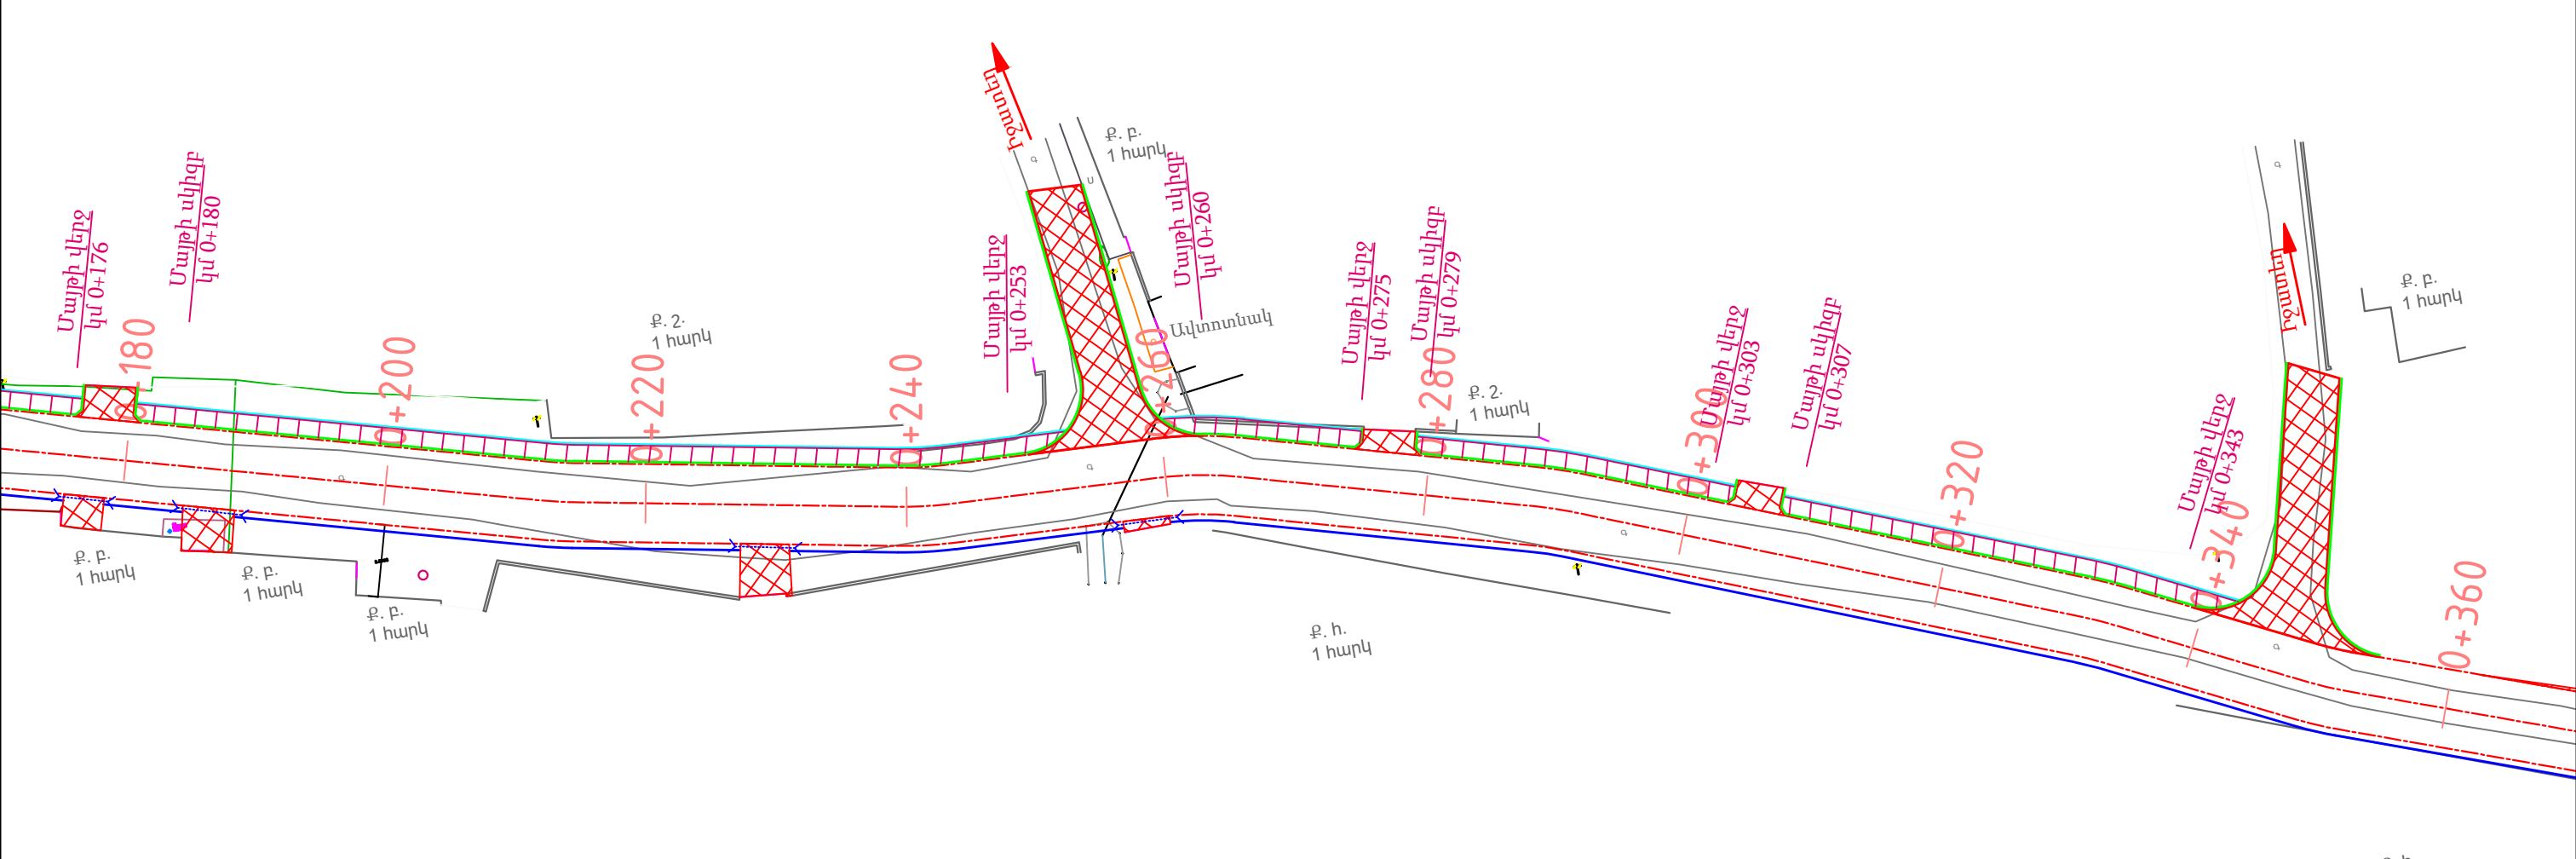 Մայթի վերջ
կմ 0+176
Մայթի սկիզբ
կմ 0+180
0+180
0+200
Ք. շ.
1 հարկ
0+220
0+240
Մայթի վերջ
կմ 0+253
Իջատեղ
Ք. բ.
1 հարկ
Մայթի սկիզբ
կմ 0+260
Ավտոտնակ
0+260
Մայթի վերջ
կմ 0+275
Մայթի սկիզբ
կմ 0+279
0+280
Ք. շ.
1 հարկ
Մայթի վերջ
կմ 0+303
0+300
Մայթի սկիզբ
կմ 0+307
0+320
Մայթի վերջ
կմ 0+343
0+340
Իջատեղ
Ք. բ.
1 հարկ
0+360
Ք. բ.
1 հարկ
Ք. բ.
1 հարկ
Ք. բ.
1 հարկ
Ք. հ.
1 հարկ